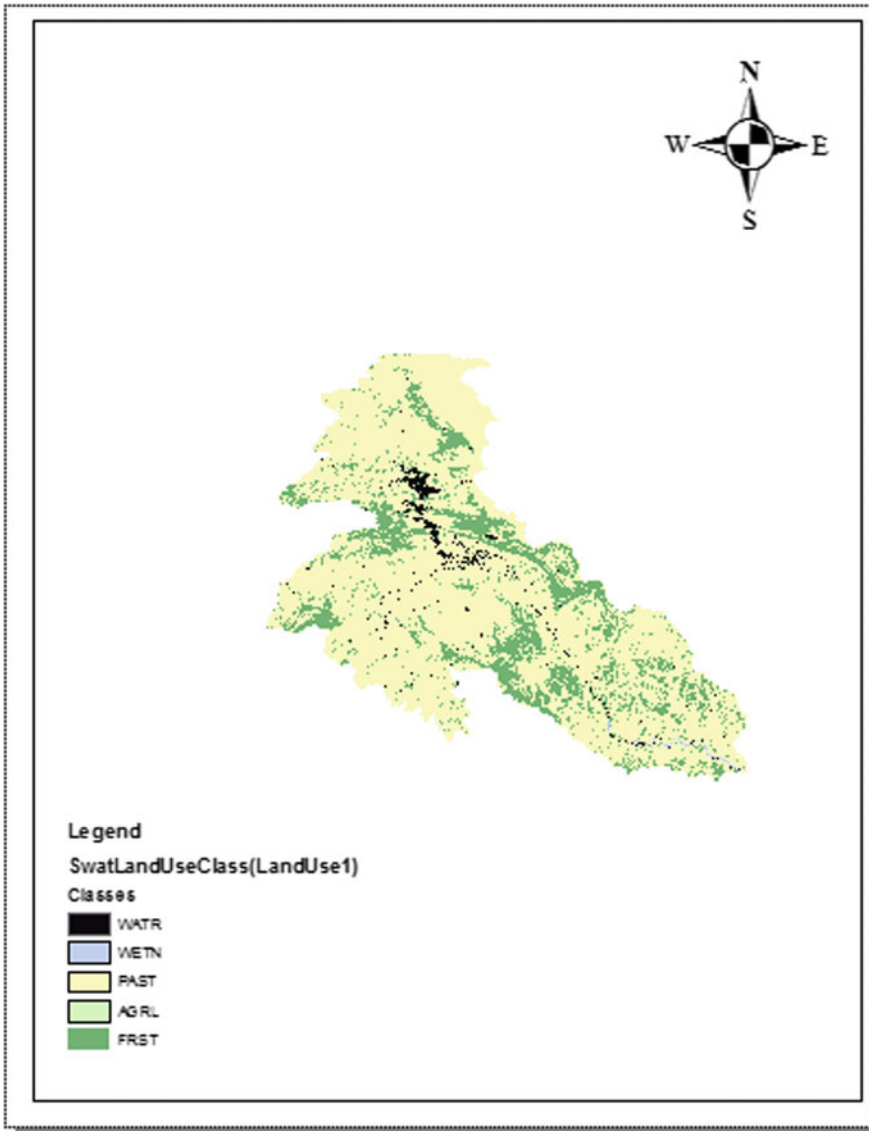 N
W E
S
Legend
SwatLandUseClass(LandUse1)
Classes
WATR
WETN
PAST
AGRL
FRST